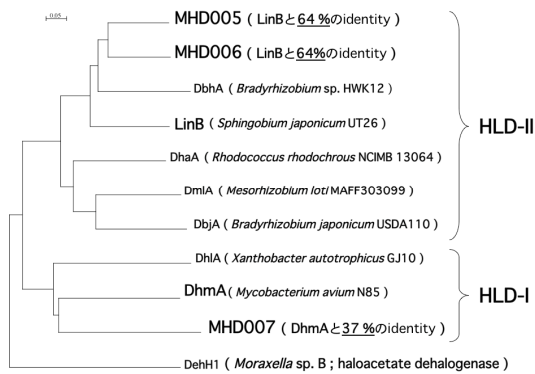 0.05
MHD005 ( LinBと64 %のidentity )
MHD006 ( LinBと64%のidentity )
DbhA ( Bradyrhizobium sp. HWK12 )
LinB ( Sphingobium japonicum UT26 )
HLD-II
DhaA ( Rhodococcus rhodochrous NCIMB 13064 )
DmlA ( Mesorhizobium loti MAFF303099 )
DbjA ( Bradyrhizobium japonicum USDA110 )
DhlA ( Xanthobacter autotrophicus GJ10 )
DhmA ( Mycobacterium avium N85 )
HLD-I
MHD007 ( DhmAと37 %のidentity )
DehH1 ( Moraxella sp. B ; haloacetate dehalogenase )